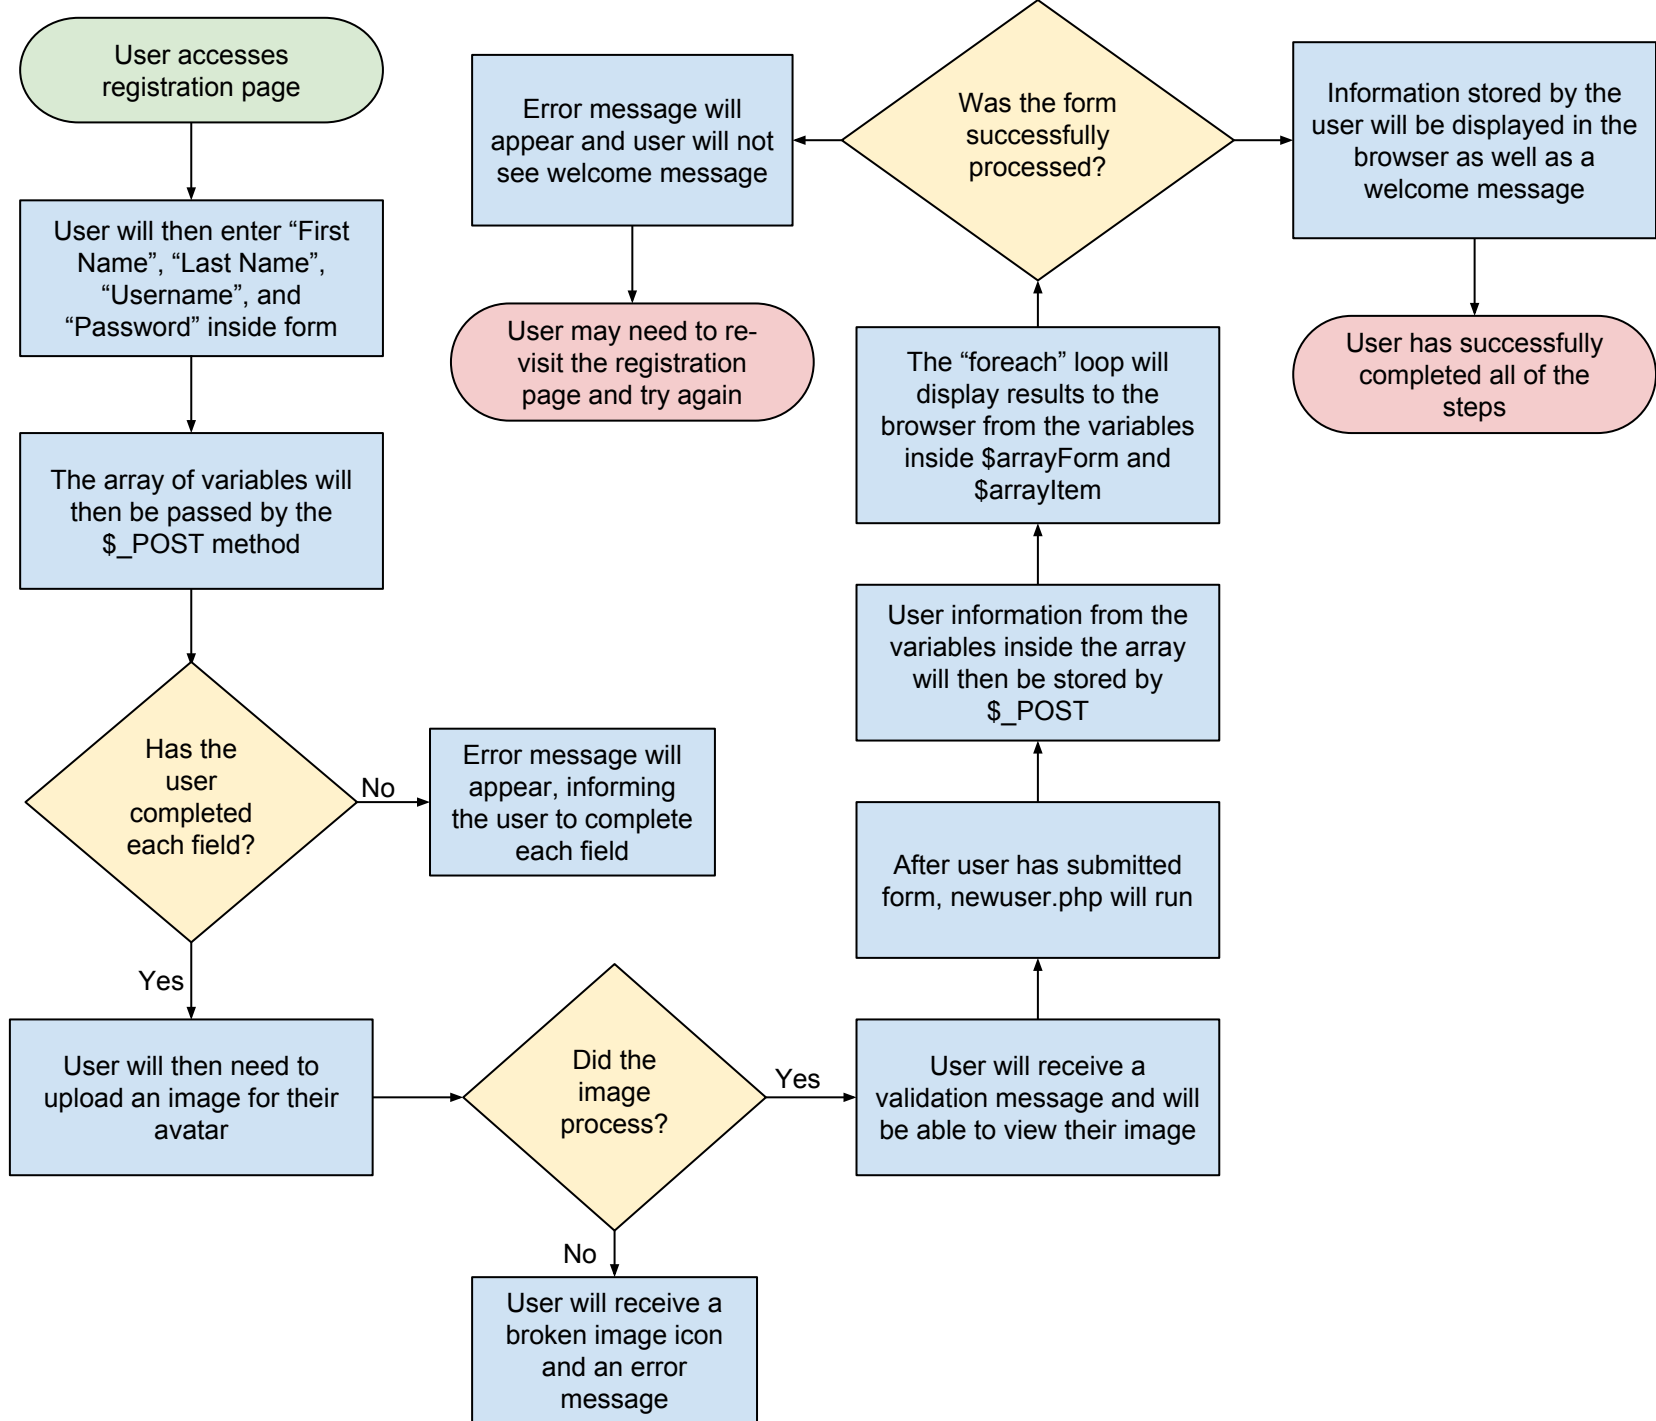 User accesses
registration page
User will then enter “First
Name”, “Last Name”,
“Username”, and
“Password” inside form
The array of variables will
then be passed by the
$_POST method
Has the
user
completed
each field?
No
Error message will
appear, informing
the user to complete
each field
Yes
User will then need to
upload an image for their
avatar
Did the
image
process?
No
User will receive a
broken image icon
and an error
message
Yes
User will receive a
validation message and will
be able to view their image
After user has submitted
form, newuser.php will run
User information from the
variables inside the array
will then be stored by
$_POST
The “foreach” loop will
display results to the
browser from the variables
inside $arrayForm and
$arrayItem
Was the form
successfully
processed?
Error message will
appear and user will not
see welcome message
User may need to re-
visit the registration
page and try again
Information stored by the
user will be displayed in the
browser as well as a
welcome message
User has successfully
completed all of the
steps